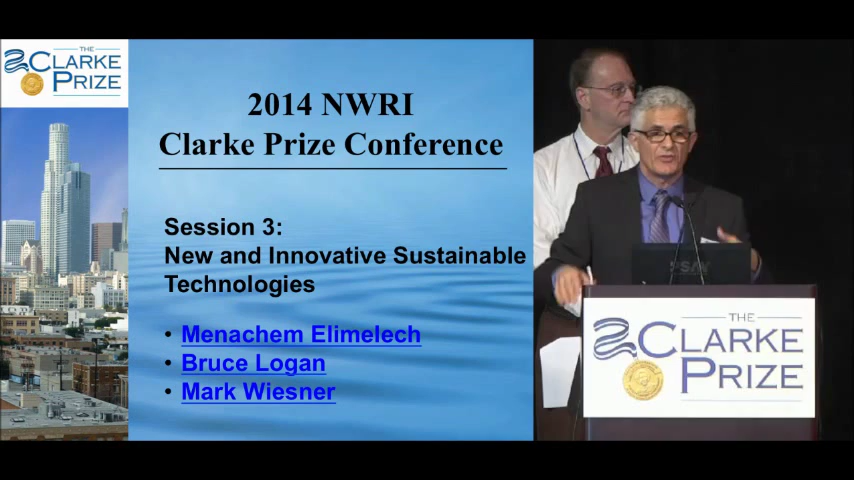 THE
CLARKE
PRIZE
2014 NWRI
Clarke Prize Conference
Session 3:
New and Innovative Sustainable
Technologies
• Menachem Elimelech
• Bruce Logan
• Mark Wiesner
THE
CLARKE
PRIZE